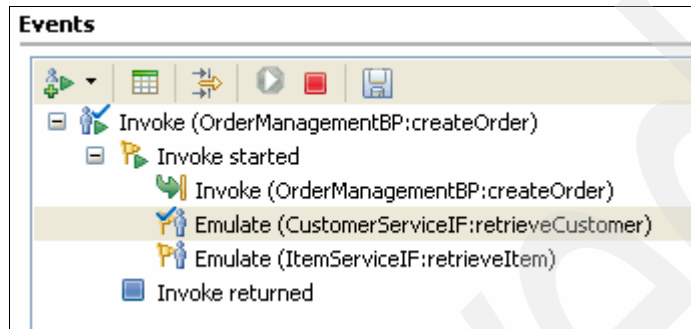 Events
Invoke (OrderManagementBP:createOrder)
Invoke started
Invoke (OrderManagementBP:createOrder)
Emulate (CustomerServiceIF:retrieveCustomer)
Emulate (ItemServiceIF:retrieveItem)
Invoke returned